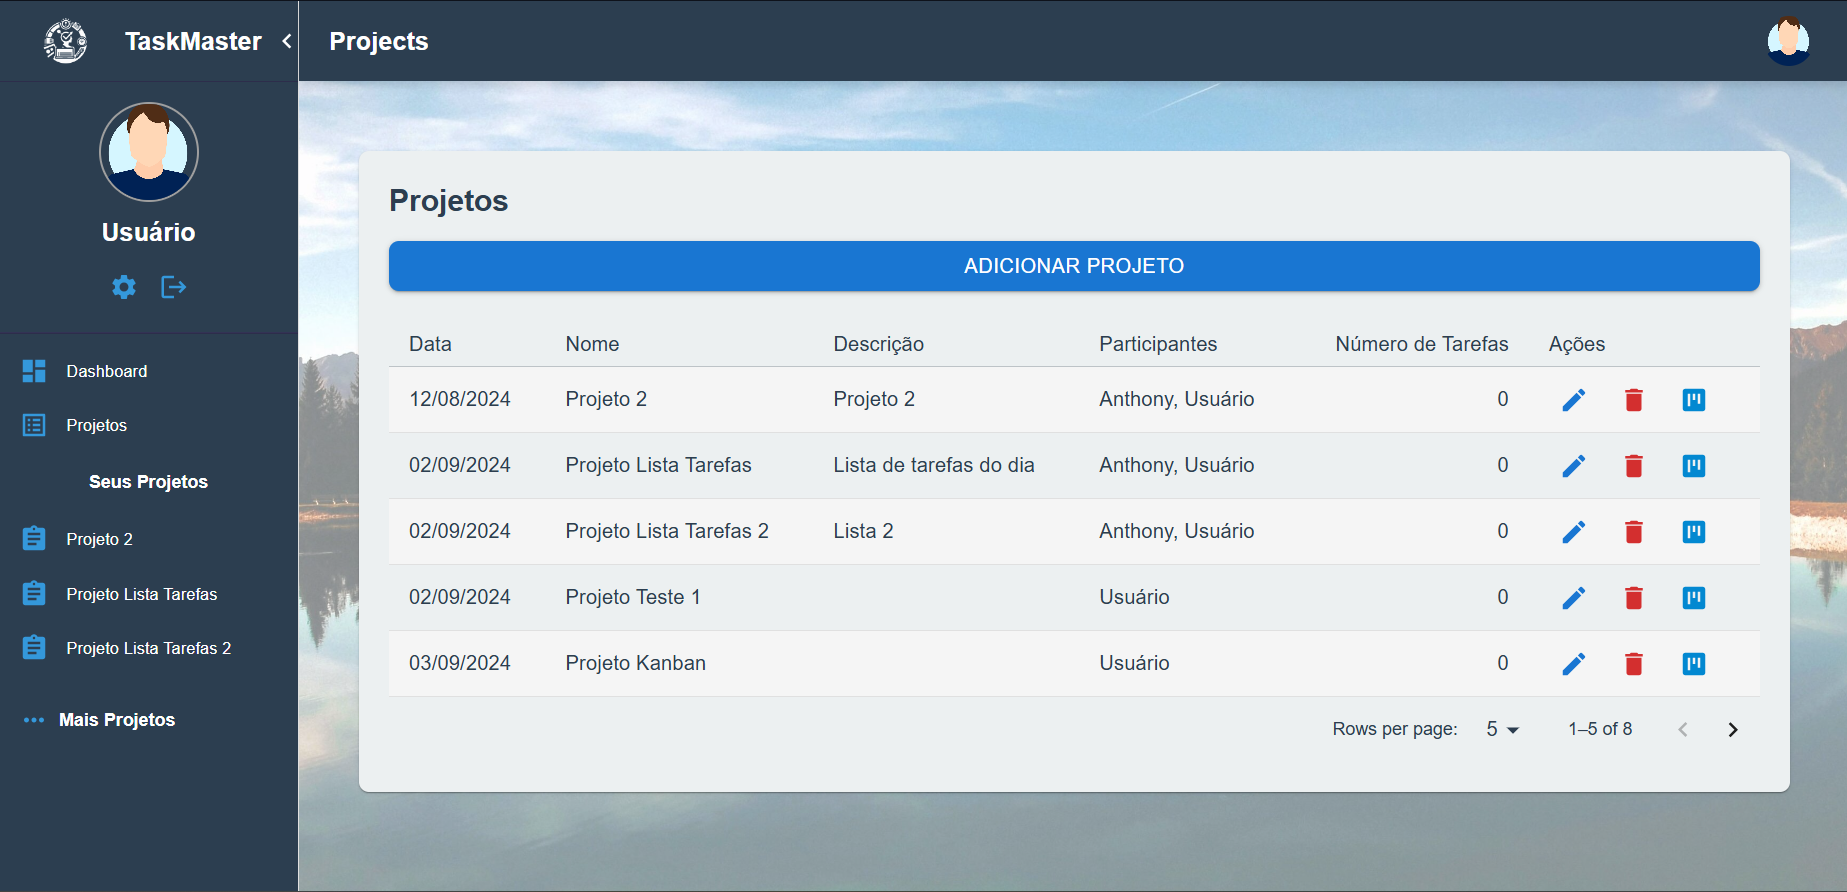 TaskMaster
Projects
Usuário
Dashboard
Projetos
Seus Projetos
Projeto 2
Projeto Lista Tarefas
Projeto Lista Tarefas 2
Mais Projetos
Projetos
ADICIONAR PROJETO
Data Nome Descrição Participantes Número de Tarefas Ações
12/08/2024 Projeto 2 Projeto 2 Anthony, Usuário 0
02/09/2024 Projeto Lista Tarefas Lista de tarefas do dia Anthony, Usuário 0
02/09/2024 Projeto Lista Tarefas 2 Lista 2 Anthony, Usuário 0
02/09/2024 Projeto Teste 1 Usuário 0
03/09/2024 Projeto Kanban Usuário 0
Rows per page: 5 1–5 of 8